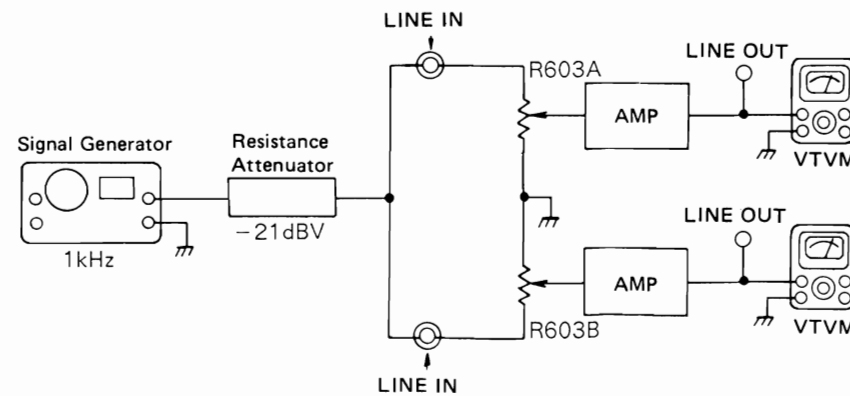 LINE IN
R603A
LINE OUT
AMP
VTVM
Signal Generator
Resistance
Attenuator
−21dBV
1kHz
LINE OUT
AMP
VTVM
R603B
LINE IN